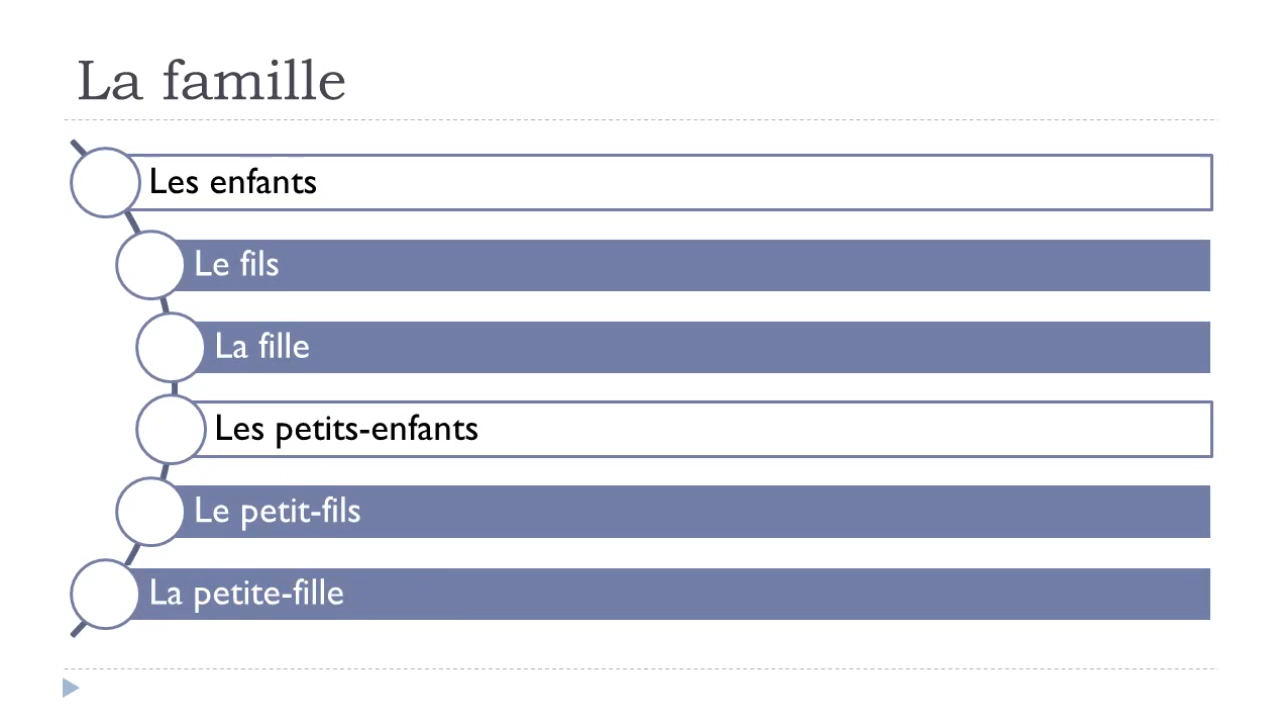 La famille
Les enfants
Le fils
La fille
Les petits-enfants
Le petit-fils
La petite-fille